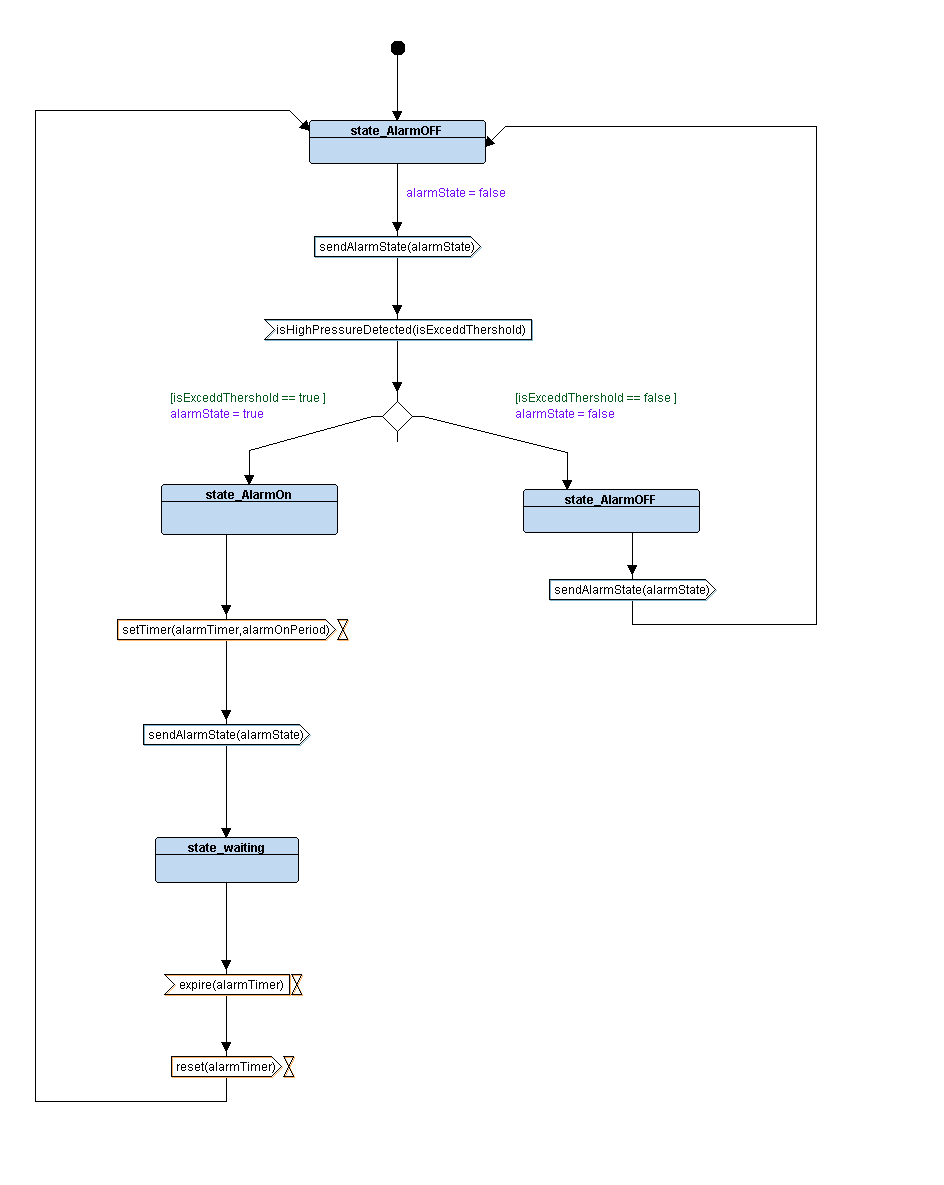 state_AlarmOFF
alarmState = false
sendAlarmState(alarmState)
isHighPressureDetected(isExceddThershold)
[isExceddThershold == true ]
alarmState = true
[isExceddThershold == false ]
alarmState = false
state_AlarmOn
state_AlarmOFF
sendAlarmState(alarmState)
setTimer(alarmTimer,alarmOnPeriod)
sendAlarmState(alarmState)
state_waiting
expire(alarmTimer)
reset(alarmTimer)